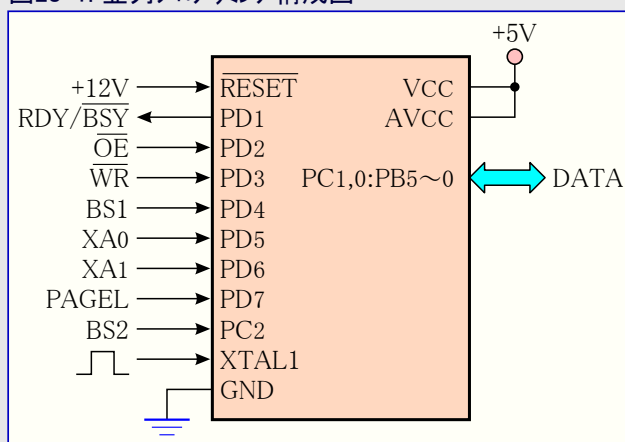 +5V
+12V RESET VCC
RDY/BSY PD1 AVCC
OE PD2
WR PD3 PC1,0:PB5～0 DATA
BS1 PD4
XA0 PD5
XA1 PD6
PAGEL PD7
BS2 PC2
XTAL1
GND